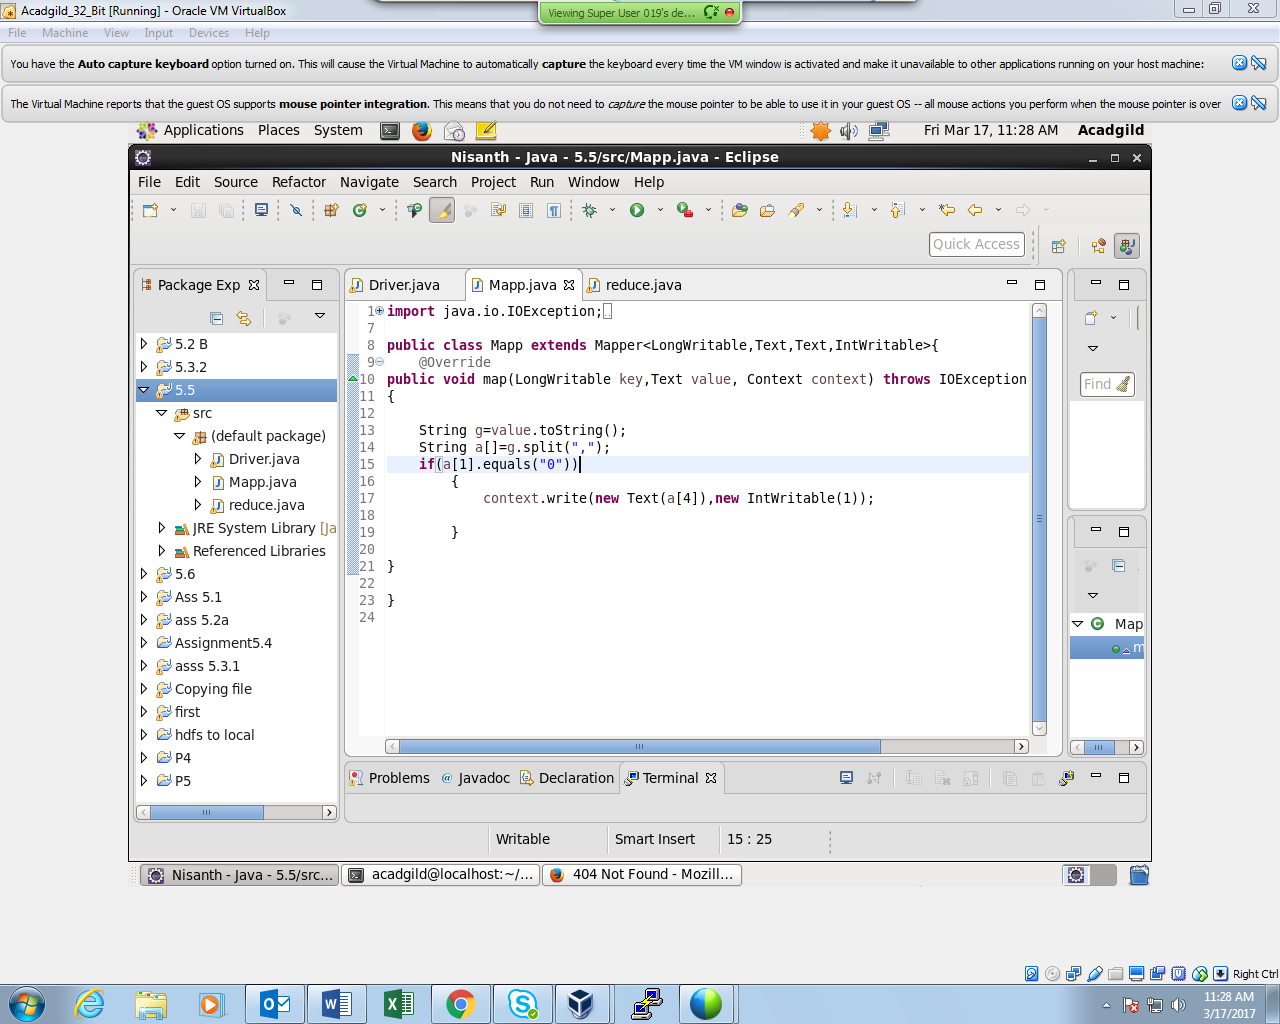 Acadgild_32_Bit [Running] - Oracle VM VirtualBox
Viewing Super User 019's de...
File Machine View Input Devices Help
You have the Auto capture keyboard option turned on. This will cause the Virtual Machine to automatically capture the keyboard every time the VM window is activated and make it unavailable to other applications running on your host machine:
The Virtual Machine reports that the guest OS supports mouse pointer integration. This means that you do not need to capture the mouse pointer to be able to use it in your guest OS -- all mouse actions you perform when the mouse pointer is over
Applications Places System
Fri Mar 17, 11:28 AM Acadgild
Nisanth - Java - 5.5/src/Mapp.java - Eclipse
File Edit Source Refactor Navigate Search Project Run Window Help
Quick Access
Package Exp
5.2 B
5.3.2
5.5
src
(default package)
Driver.java
Mapp.java
reduce.java
JRE System Library [Ja
Referenced Libraries
5.6
Ass 5.1
ass 5.2a
Assignment5.4
asss 5.3.1
Copying file
first
hdfs to local
P4
P5
Driver.java Mapp.java reduce.java
1 import java.io.IOException;
7
8 public class Mapp extends Mapper<LongWritable,Text,Text,IntWritable>{
9 @Override
10 public void map(LongWritable key,Text value, Context context) throws IOException
11 {
12
13 String g=value.toString();
14 String a[]=g.split(",");
15 if(a[1].equals("0"))
16 {
17 context.write(new Text(a[4]),new IntWritable(1));
18
19 }
20
21 }
22
23 }
24
Find
Map
m
Problems @ Javadoc Declaration Terminal
Writable Smart Insert 15 : 25
Nisanth - Java - 5.5/src... acadgild@localhost:~/... 404 Not Found - Mozill...
Right Ctrl
11:28 AM
3/17/2017